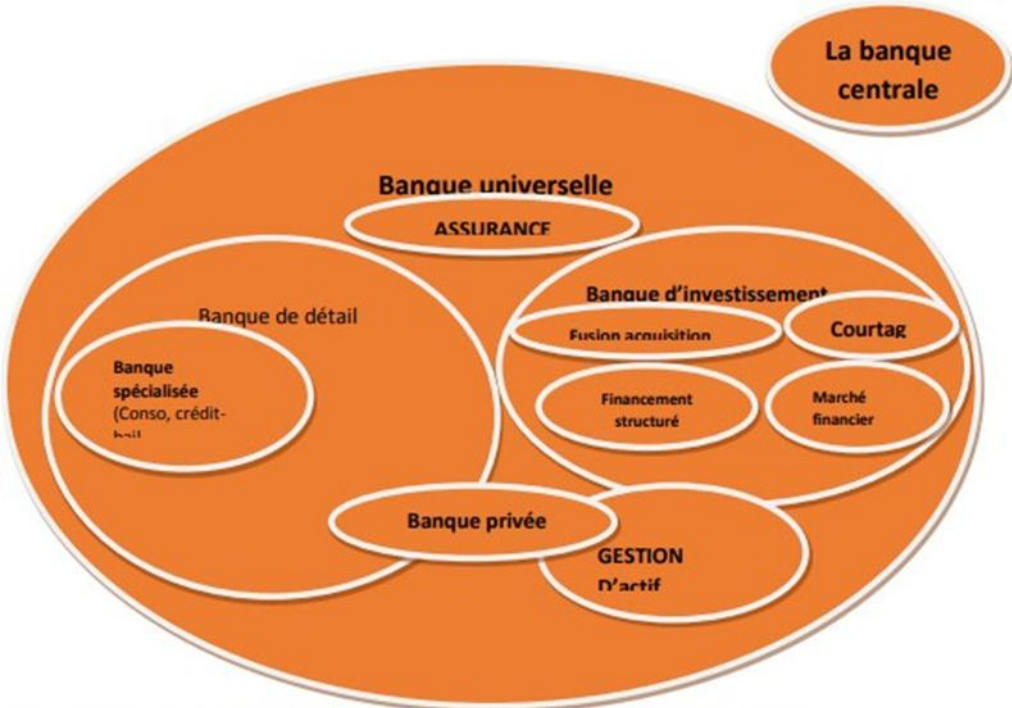 La banque
centrale
Banque universelle
ASSURANCE
Banque de détail
Banque d'investissement
Fusion acquisition
Courtag
Banque
spécialisée
(Conso, crédit-
bail
Financement
structuré
Marché
financier
Banque privée
GESTION
D'actif